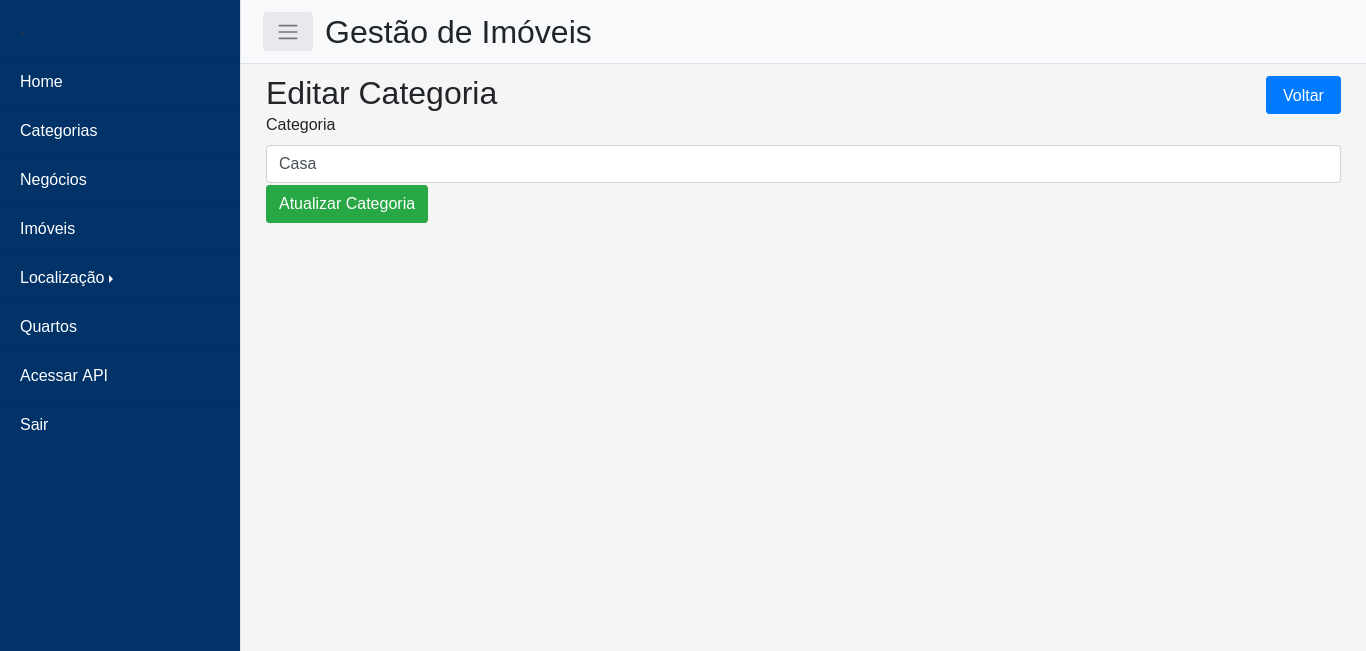 Gestão de Imóveis
Home
Categorias
Negócios
Imóveis
Localização
Quartos
Acessar API
Sair
Editar Categoria
Voltar
Categoria
Casa
Atualizar Categoria